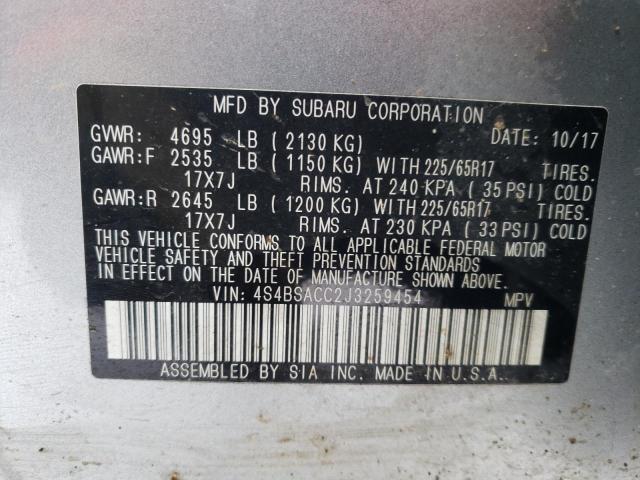 MFD BY SUBARU CORPORATION
GVWR: 4695 LB (2130 KG) DATE: 10/17
GAWR:F 2535 LB (1150 KG) WITH 225/65R17 TIRES.
17X7J RIMS. AT 240 KPA (35 PSI) COLD
GAWR:R 2645 LB (1200 KG) WITH 225/65R17 TIRES.
17X7J RIMS. AT 230 KPA (33 PSI) COLD
THIS VEHICLE CONFORMS TO ALL APPLICABLE FEDERAL MOTOR
VEHICLE SAFETY AND THEFT PREVENTION STANDARDS
IN EFFECT ON THE DATE OF MANUFACTURE SHOWN ABOVE.
VIN: 4S4BSACC2J3259454 MPV
ASSEMBLED BY SIA INC. MADE IN U.S.A.